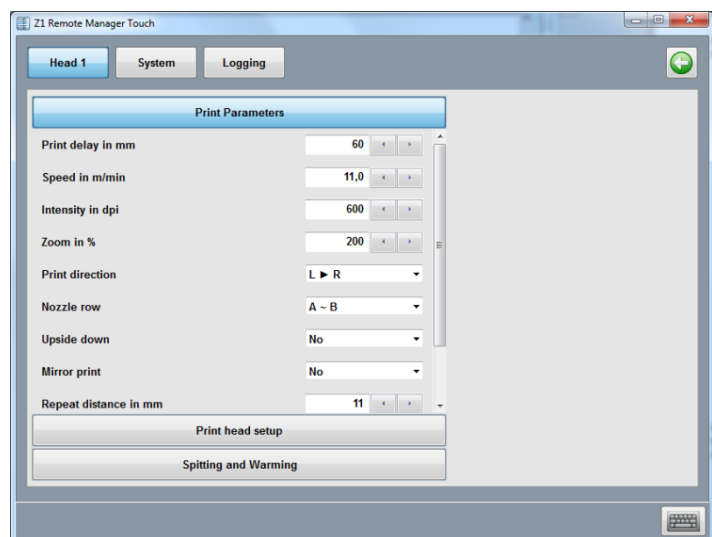 Z1 Remote Manager Touch
Head 1 System Logging
Print Parameters
Print delay in mm 60
Speed in m/min 11,0
Intensity in dpi 600
Zoom in % 200
Print direction L ► R
Nozzle row A ~ B
Upside down No
Mirror print No
Repeat distance in mm 11
Print head setup
Spitting and Warming